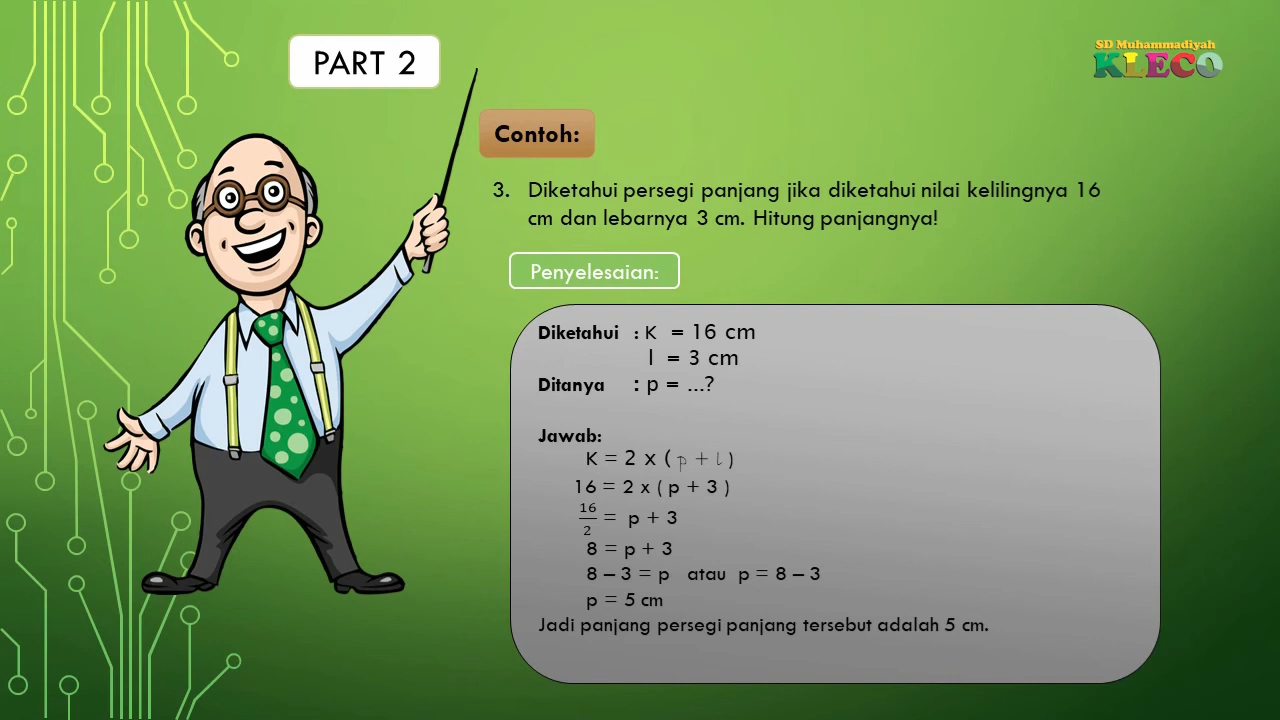 PART 2
SD Muhammadiyah
KLECO
Contoh:
3. Diketahui persegi panjang jika diketahui nilai kelilingnya 16
cm dan lebarnya 3 cm. Hitung panjangnya!
Penyelesaian:
Diketahui : K = 16 cm
l = 3 cm
Ditanya : p = ...?
Jawab:
K = 2 x ( p + l )
16 = 2 x ( p + 3 )
16/2 = p + 3
8 = p + 3
8 – 3 = p atau p = 8 – 3
p = 5 cm
Jadi panjang persegi panjang tersebut adalah 5 cm.